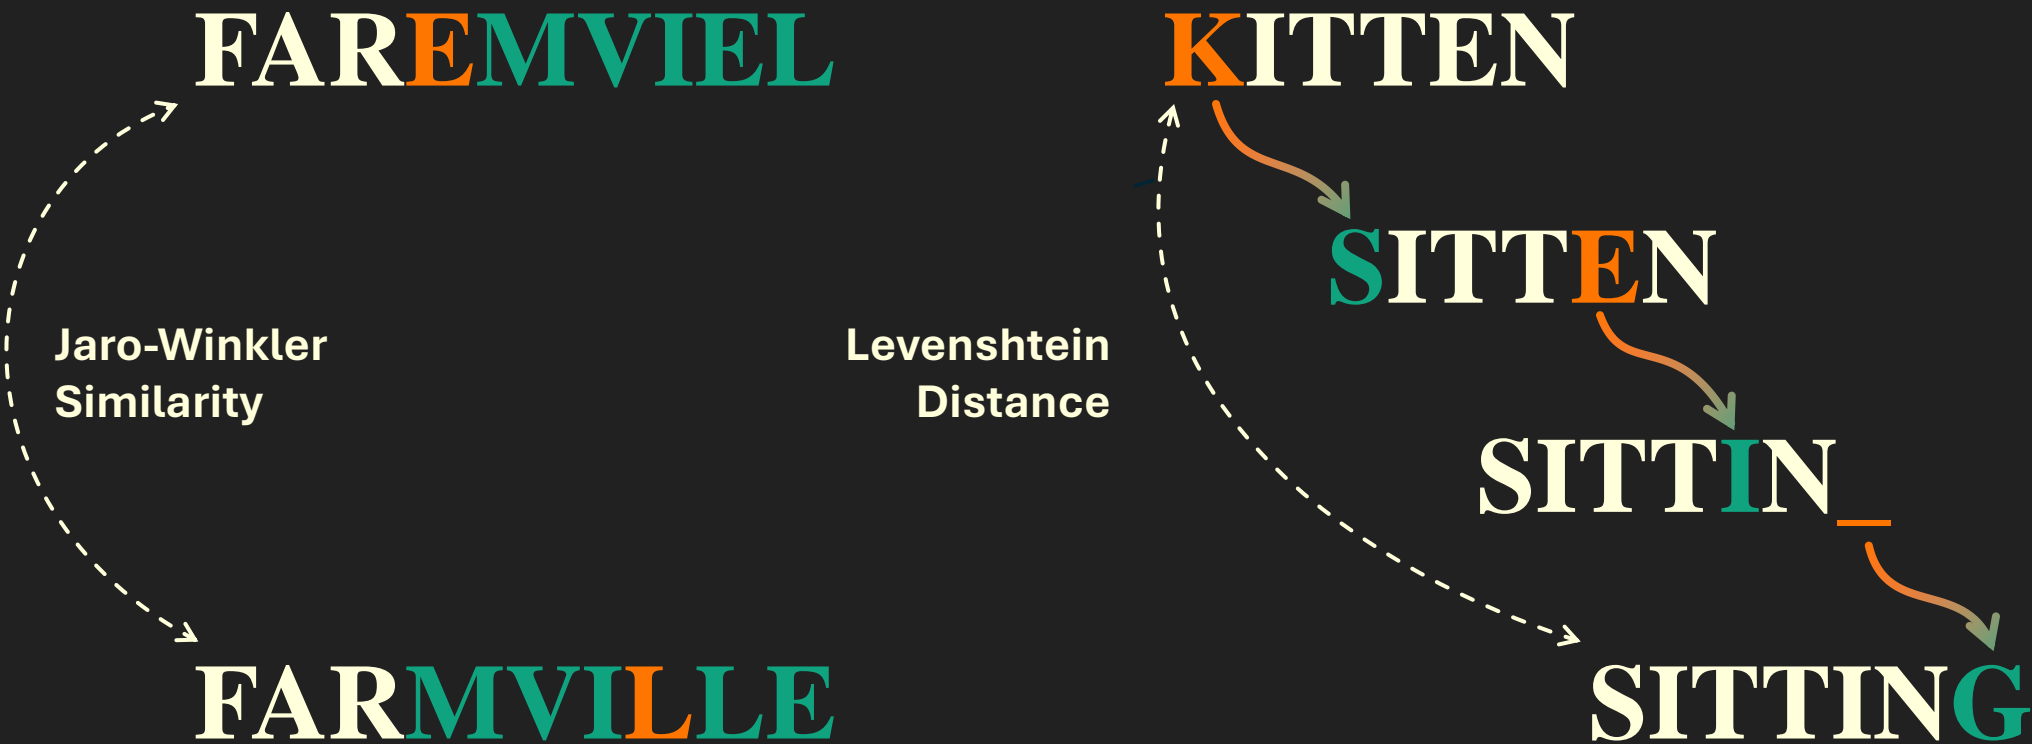 FAREMVIEL
Jaro-Winkler
Similarity
FARMVILLE
KITTEN
SITTEN
Levenshtein
Distance
SITTIN_
SITTING